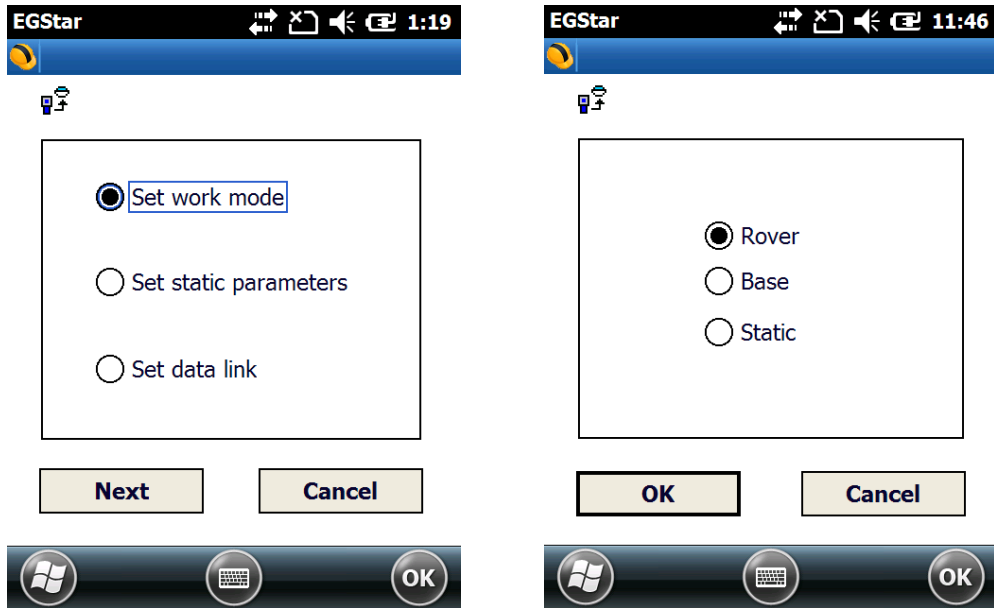 EGStar 1:19
Set work mode
Set static parameters
Set data link
Next Cancel
OK
EGStar 11:46
Rover
Base
Static
OK Cancel
OK